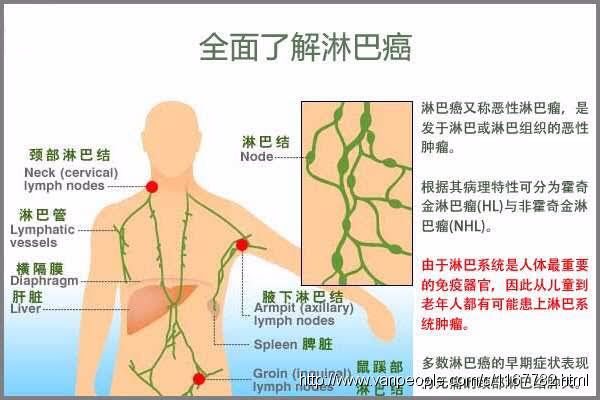 全面了解淋巴癌
颈部淋巴结
Neck (cervical)
lymph nodes
淋巴管
Lymphatic
vessels
横隔膜
Diaphragm
肝脏
Liver
淋巴结
Node
腋下淋巴结
Armpit (axillary)
lymph nodes
Spleen 脾脏
Groin (inguinal)
lymph nodes
鼠蹊部
淋巴结
淋巴癌又称恶性淋巴瘤，是
发于淋巴或淋巴组织的恶性
肿瘤。
根据其病理特性可分为霍奇
金淋巴瘤(HL)与非霍奇金淋
巴瘤(NHL)。
由于淋巴系统是人体最重要
的免疫器官，因此从儿童到
老年人都有可能患上淋巴系
统肿瘤。
多数淋巴癌的早期症状表现